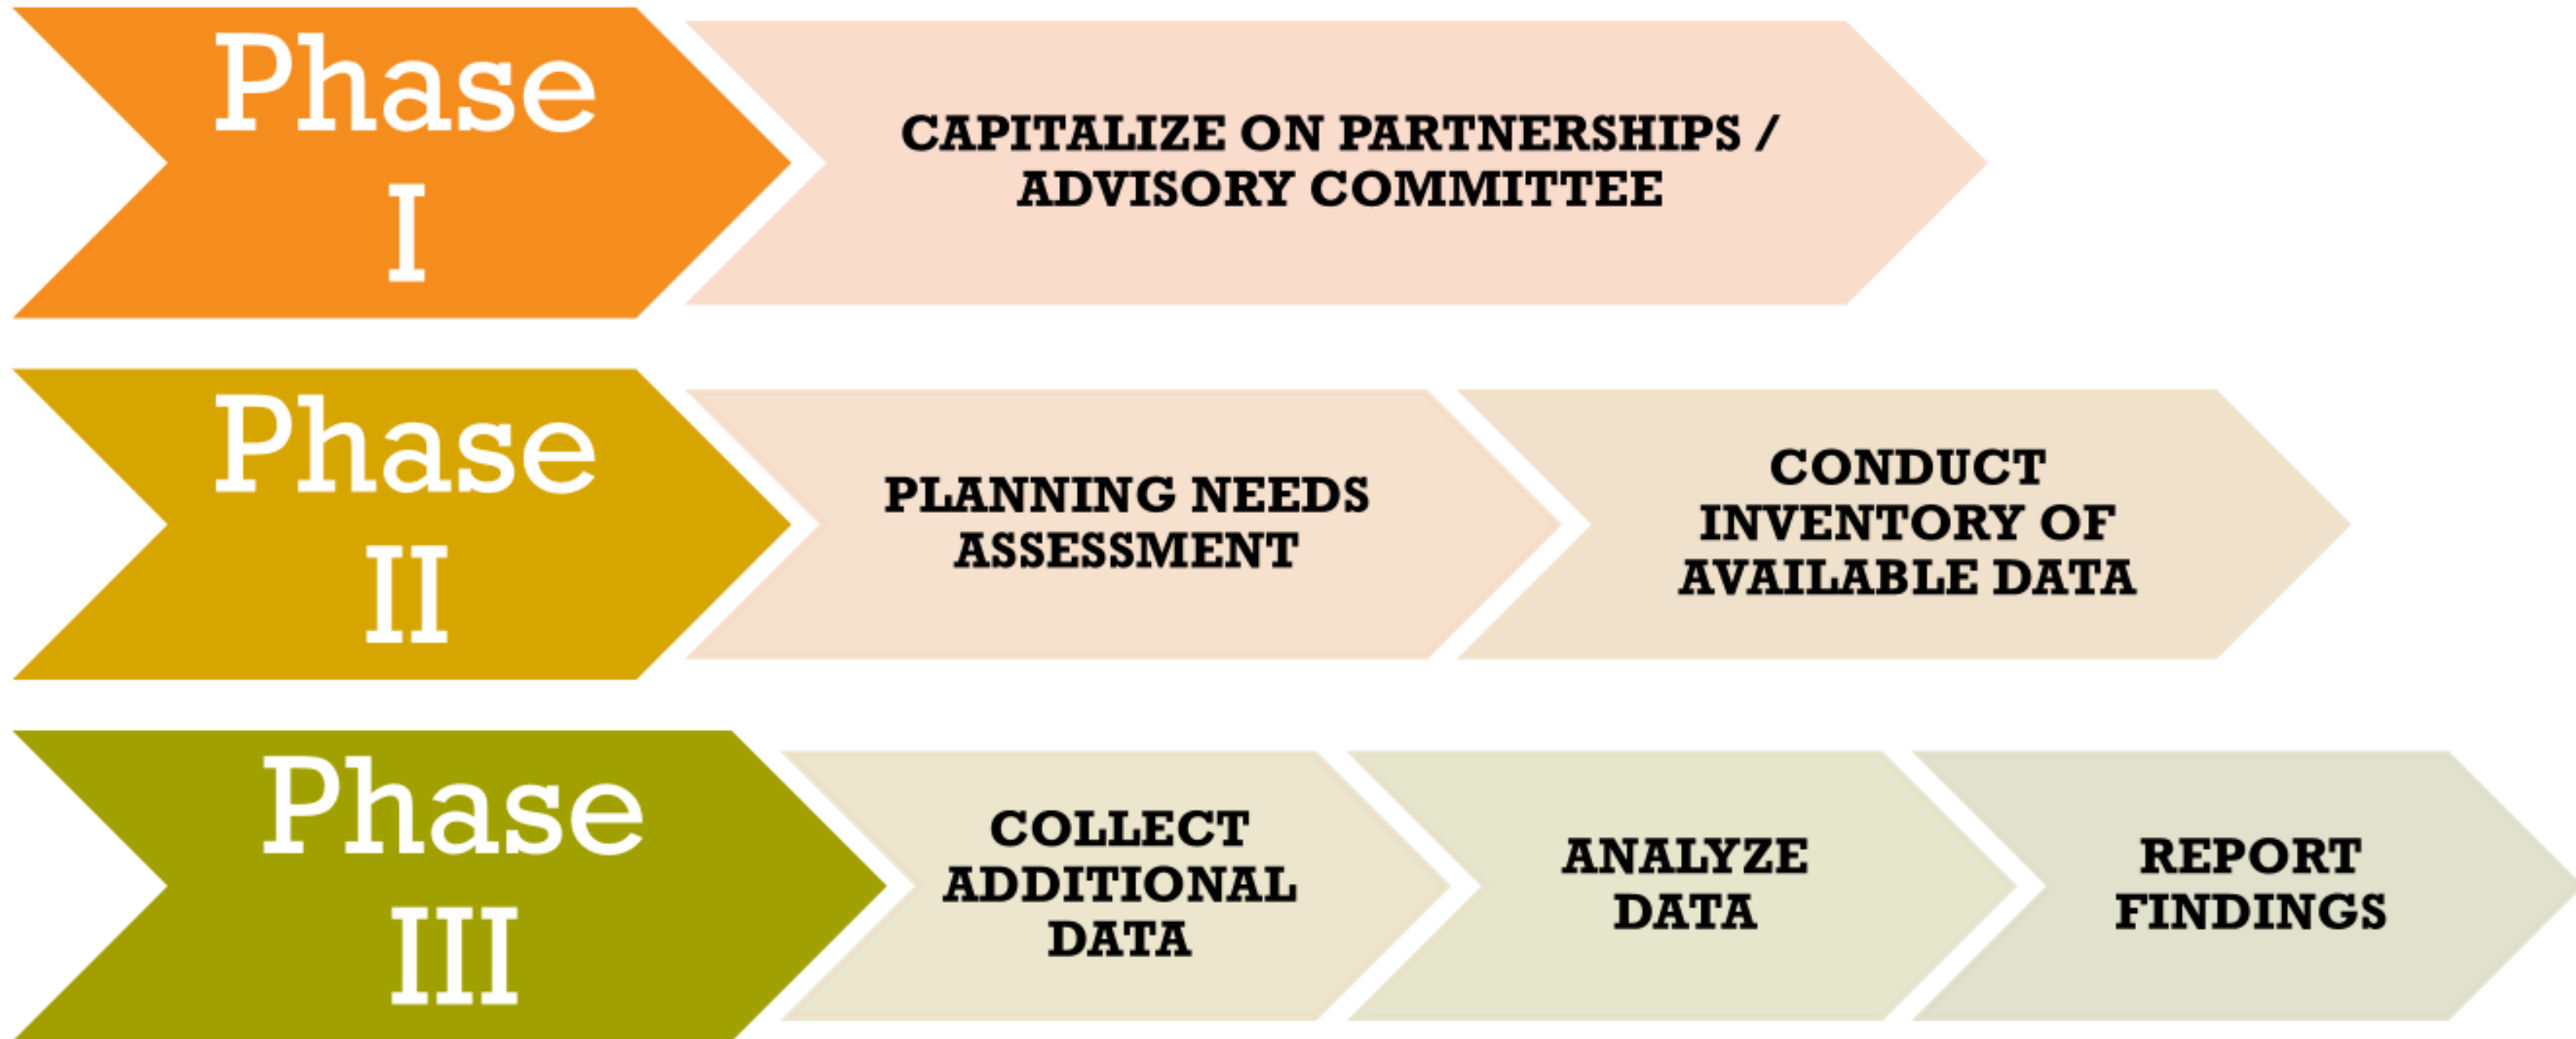 Phase
I
CAPITALIZE ON PARTNERSHIPS /
ADVISORY COMMITTEE
Phase
II
PLANNING NEEDS
ASSESSMENT
CONDUCT
INVENTORY OF
AVAILABLE DATA
Phase
III
COLLECT
ADDITIONAL
DATA
ANALYZE
DATA
REPORT
FINDINGS